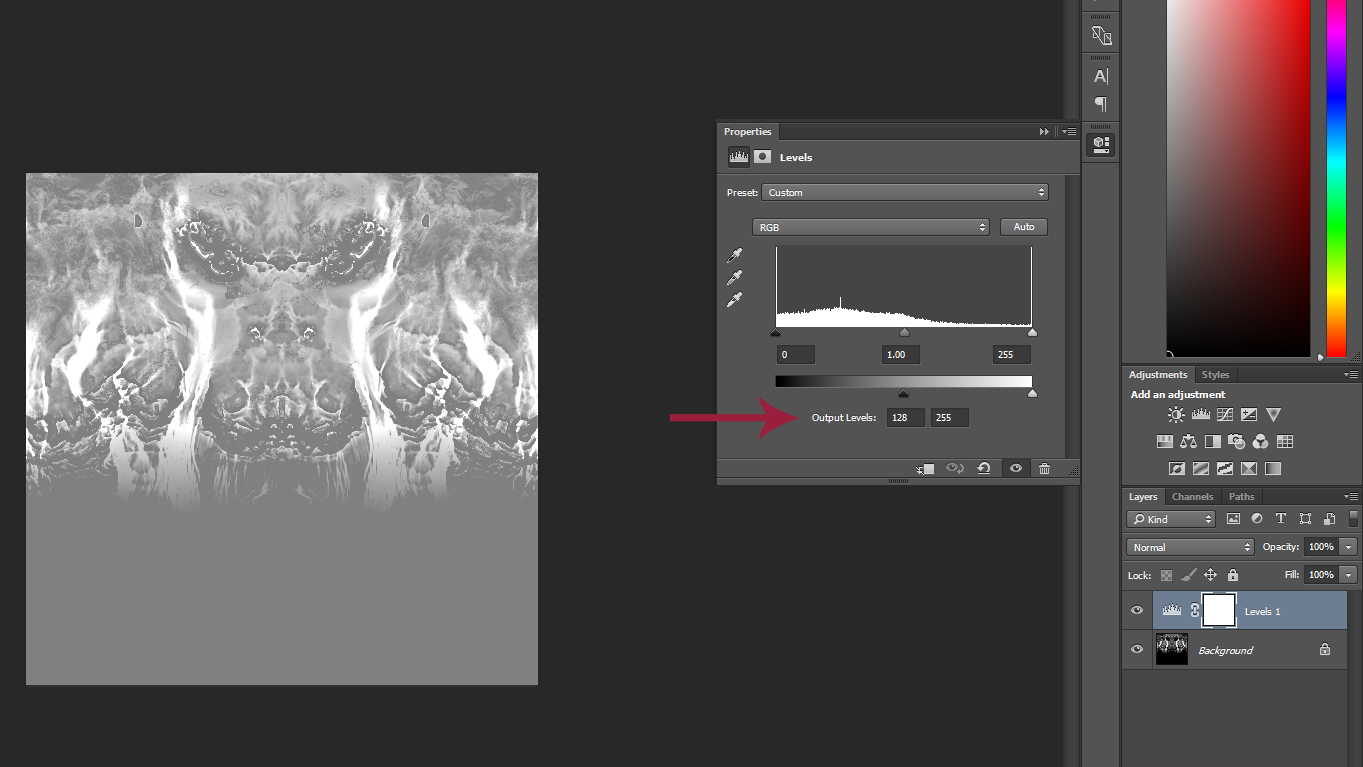 Properties
Levels
Preset: Custom
RGB
Auto
0 1.00 255
Output Levels: 128 255
A
Adjustments Styles
Add an adjustment
Layers Channels Paths
Kind
T
Normal Opacity: 100%
Lock: Fill: 100%
Levels 1
Background